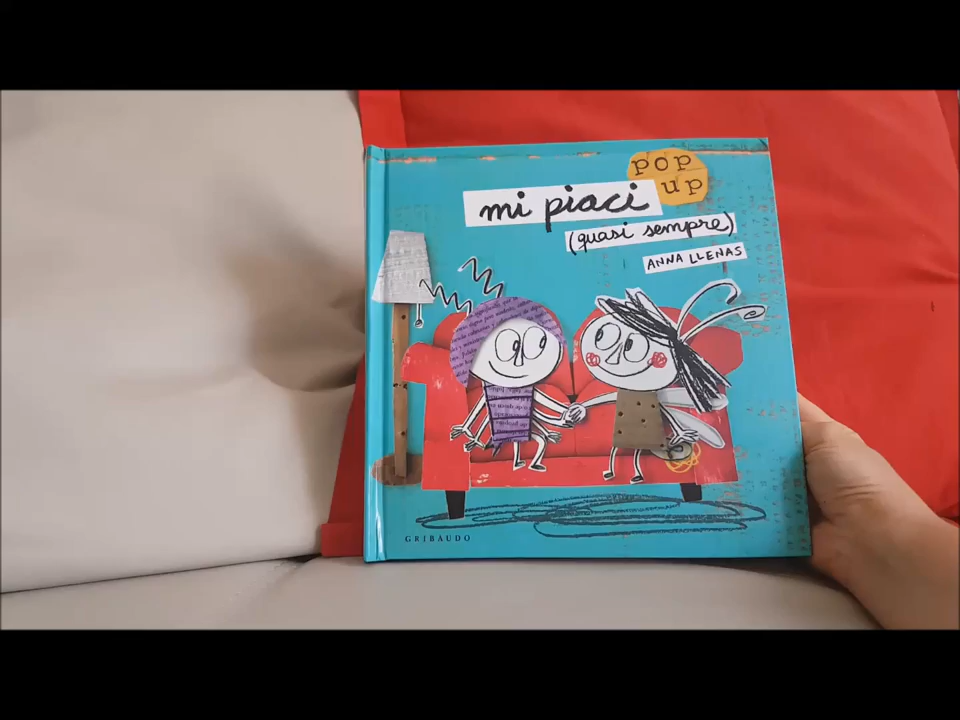 pop
up
mi piaci
(quasi sempre)
ANNA LLENAS
GRIBAUDO